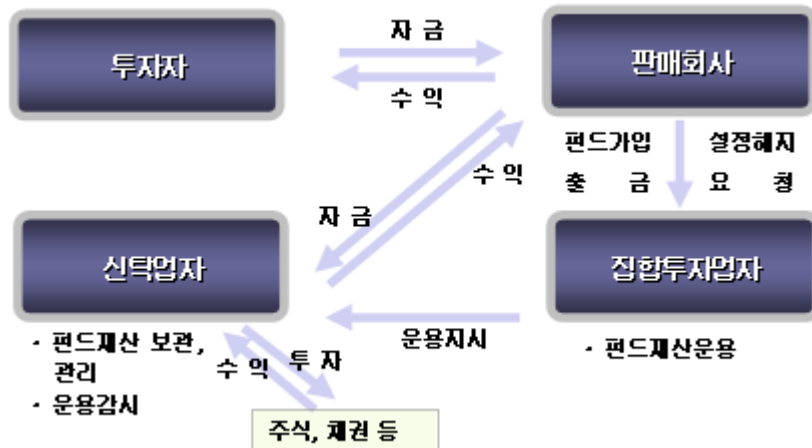 자 금
투자자
판매회사
수 익
펀드가입 설정해지
출 금 요 청
수 익
자 금
신탁업자
집합투자업자
운용지시
· 펀드재산 보관,
관리
· 운용감시
수 익 투 자
· 펀드재산운용
주식, 채권 등